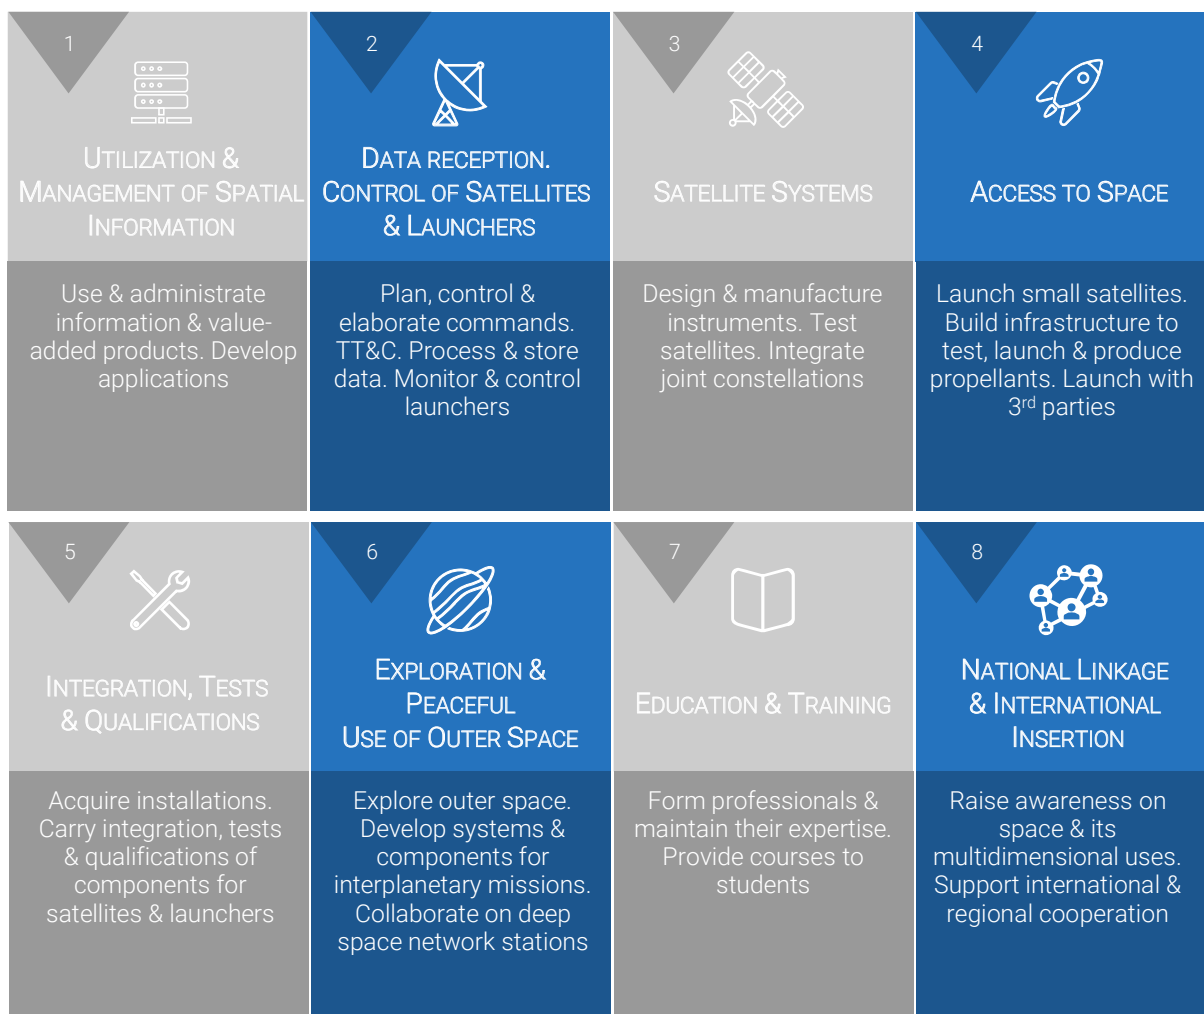 1
UTILIZATION &
MANAGEMENT OF SPATIAL
INFORMATION
Use & administrate
information & value-
added products. Develop
applications
2
DATA RECEPTION.
CONTROL OF SATELLITES
& LAUNCHERS
Plan, control &
elaborate commands.
TT&C. Process & store
data. Monitor & control
launchers
3
SATELLITE SYSTEMS
Design & manufacture
instruments. Test
satellites. Integrate
joint constellations
4
ACCESS TO SPACE
Launch small satellites.
Build infrastructure to
test, launch & produce
propellants. Launch with
3rd parties
5
INTEGRATION, TESTS
& QUALIFICATIONS
Acquire installations.
Carry integration, tests
& qualifications of
components for
satellites & launchers
6
EXPLORATION &
PEACEFUL
USE OF OUTER SPACE
Explore outer space.
Develop systems &
components for
interplanetary missions.
Collaborate on deep
space network stations
7
EDUCATION & TRAINING
Form professionals &
maintain their expertise.
Provide courses to
students
8
NATIONAL LINKAGE
& INTERNATIONAL
INSERTION
Raise awareness on
space & its
multidimensional uses.
Support international &
regional cooperation